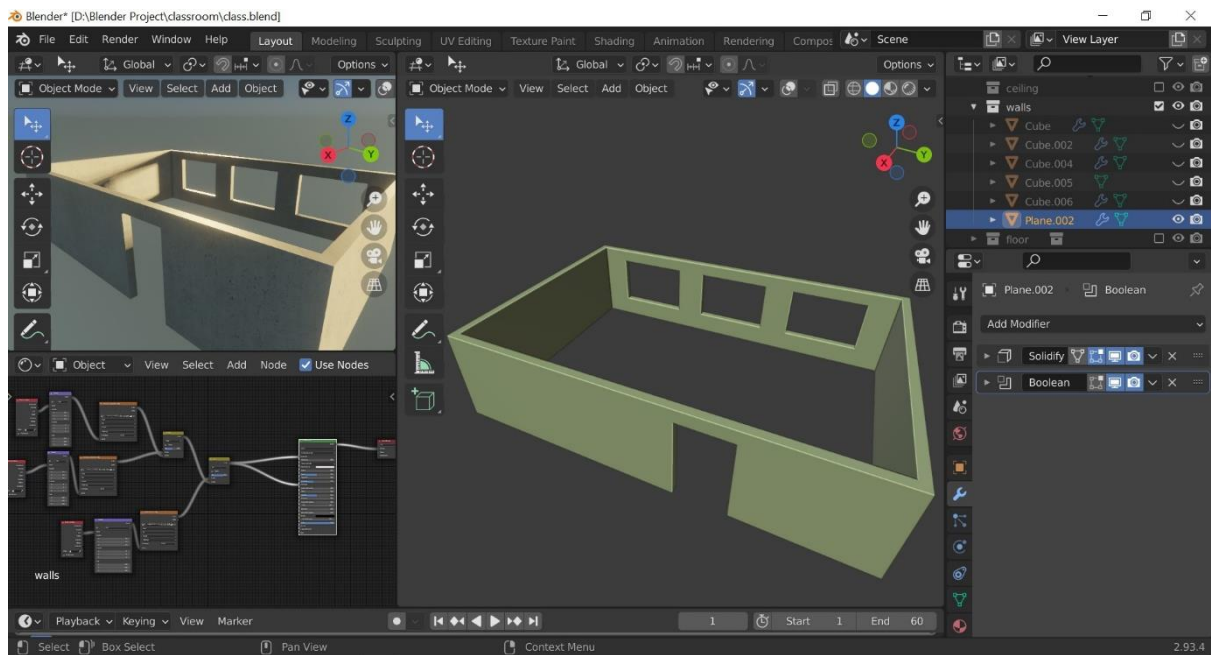 Blender* [D:\Blender Project\classroom\class.blend]
File Edit Render Window Help Layout Modeling Sculpting UV Editing Texture Paint Shading Animation Rendering Compos Scene View Layer
Global Options
Object Mode View Select Add Object
Global Options
Object Mode View Select Add Object
X Y Z
X Y Z
ceiling
walls
Cube
Cube.002
Cube.004
Cube.005
Cube.006
Plane.002
floor
Plane.002 Boolean
Add Modifier
Solidify
Boolean
Object View Select Add Node Use Nodes
walls
Playback Keying View Marker 1 Start 1 End 60
Select Box Select Pan View Context Menu 2.93.4